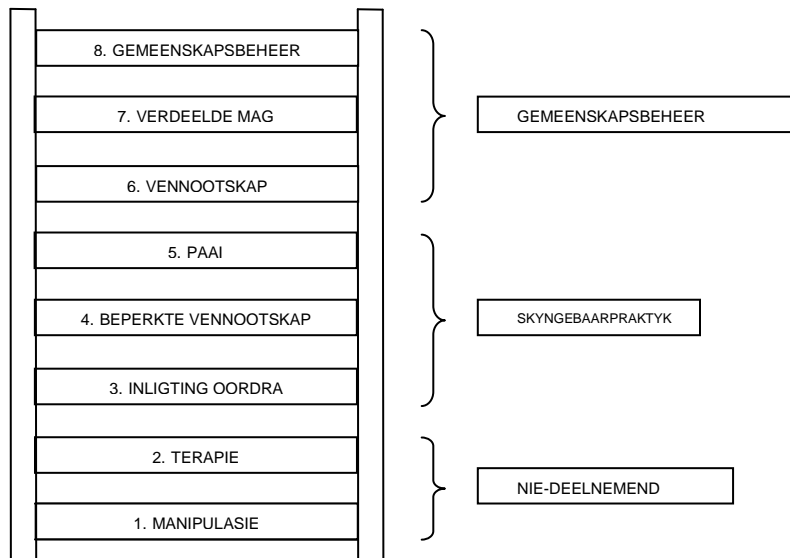 8. GEMEENSKAPSBEHEER
7. VERDEELDE MAG
GEMEENSKAPSBEHEER
6. VENNOOTSKAP
5. PAAI
4. BEPERKTE VENNOOTSKAP
SKYNGEBAARPRAKTYK
3. INLIGTING OORDRA
2. TERAPIE
NIE-DEELNEMEND
1. MANIPULASIE